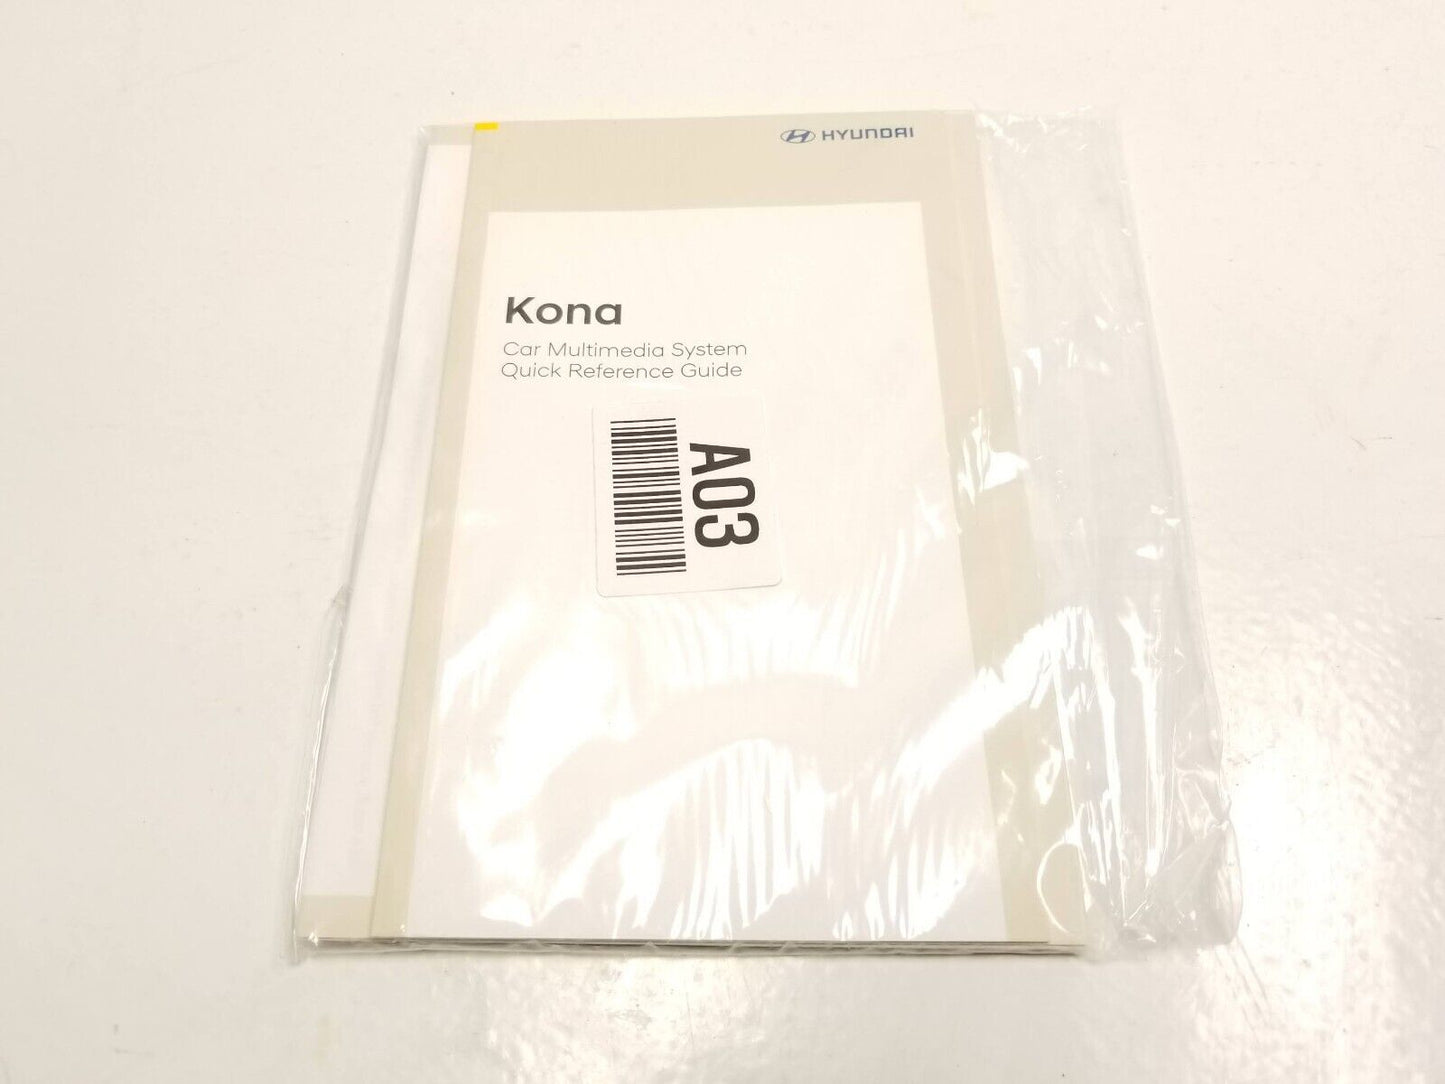 HYUNDAI
Kona
Car Multimedia System
Quick Reference Guide
A03